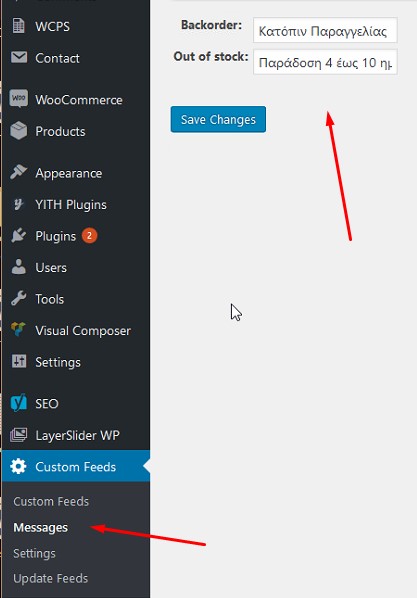 Backorder:
Κατόπιν Παραγγελίας
Out of stock:
Παράδοση 4 έως 10 ημ
Save Changes
WCPS
Contact
WooCommerce
Products
Appearance
YITH Plugins
Plugins 2
Users
Tools
Visual Composer
Settings
SEO
LayerSlider WP
Custom Feeds
Custom Feeds
Messages
Settings
Update Feeds